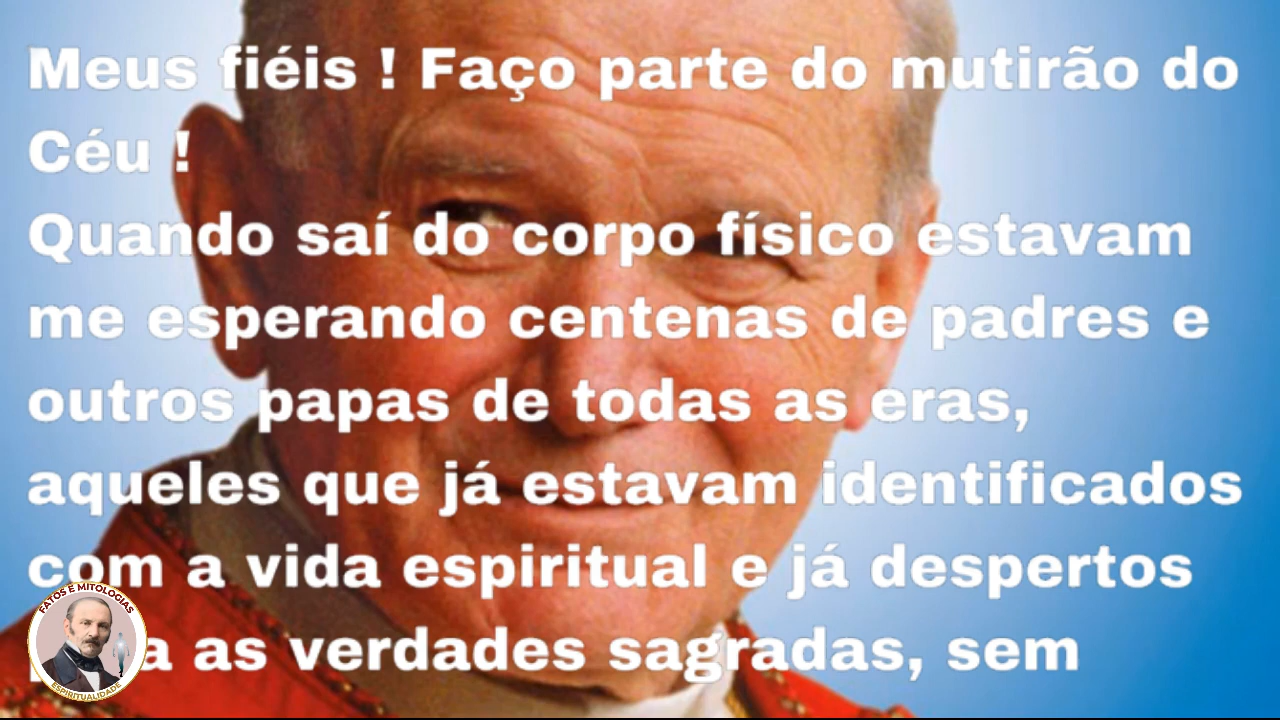 Meus fiéis ! Faço parte do mutirão do
Céu !
Quando saí do corpo físico estavam
me esperando centenas de padres e
outros papas de todas as eras,
aqueles que já estavam identificados
com a vida espiritual e já despertos
a as verdades sagradas, sem
FATOS E MITOLOGIAS
ESPIRITUALIDADE